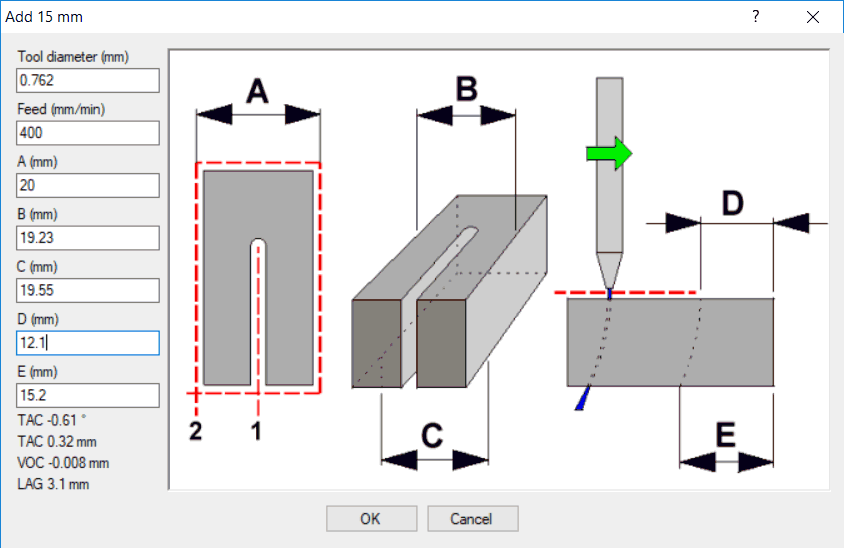 Add 15 mm
?
Tool diameter (mm)
0.762
Feed (mm/min)
400
A (mm)
20
B (mm)
19.23
C (mm)
19.55
D (mm)
12.1
E (mm)
15.2
TAC -0.61 °
TAC 0.32 mm
VOC -0.008 mm
LAG 3.1 mm
A
2
1
B
C
D
E
OK
Cancel